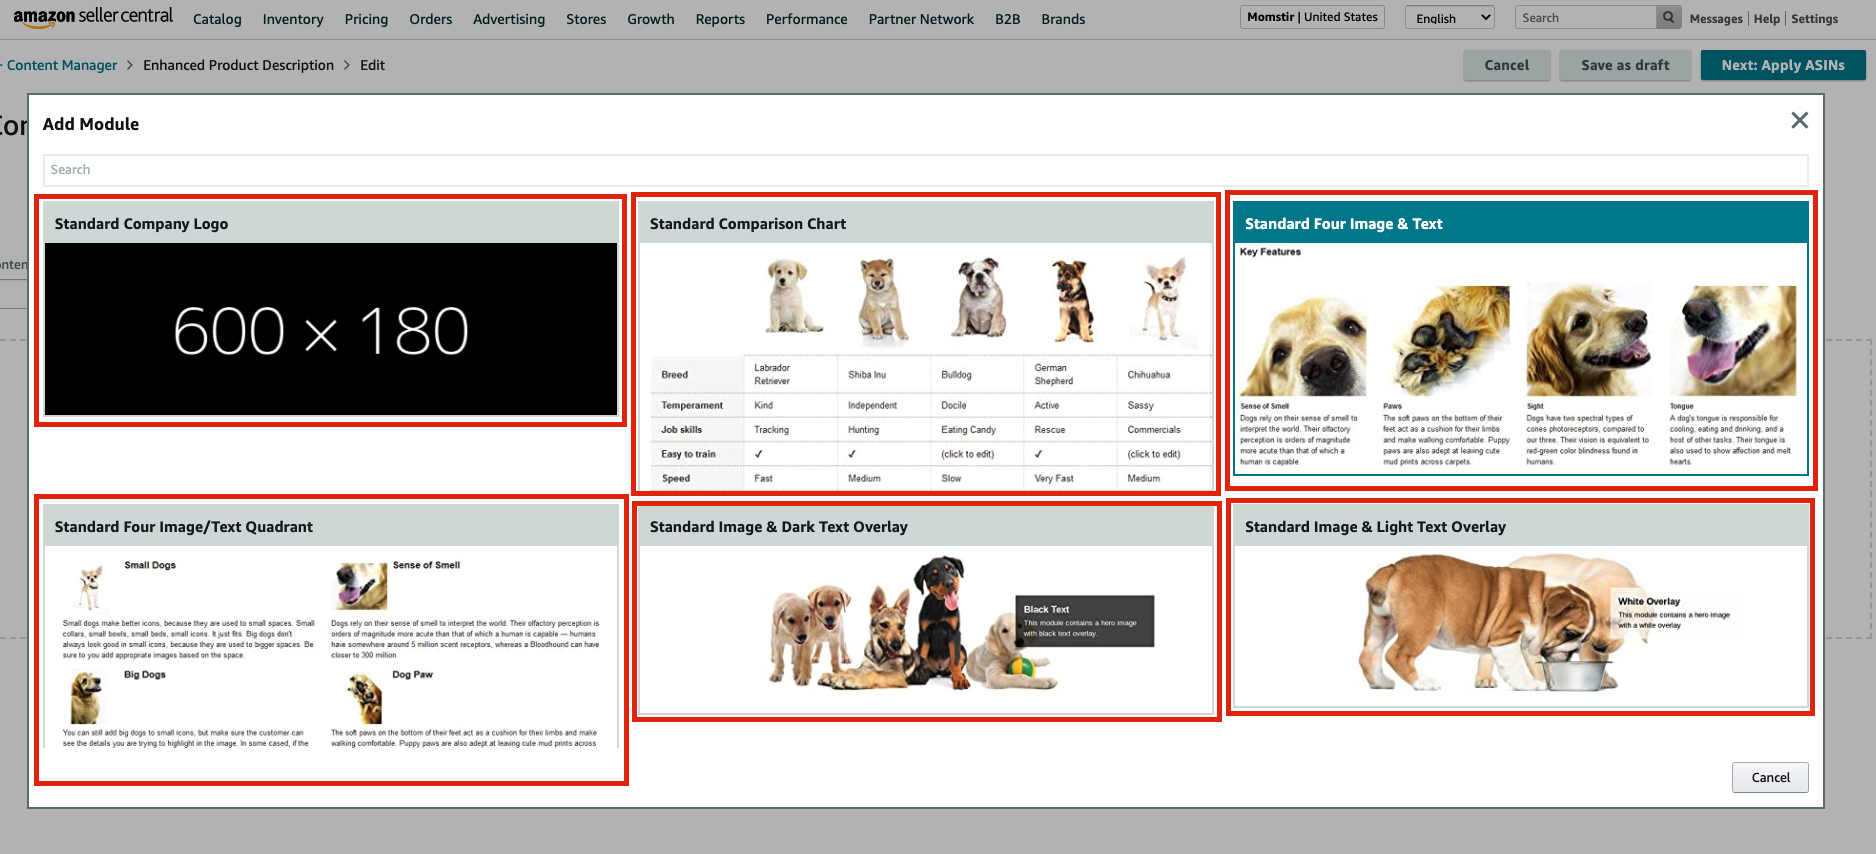 amazon seller central
Catalog Inventory Pricing Orders Advertising Stores Growth Reports Performance Partner Network B2B Brands
Momstir | United States
English
Search
Messages | Help | Settings
Content Manager > Enhanced Product Description > Edit
Cancel
Save as draft
Next: Apply ASINs
Add Module
Search
Standard Company Logo
600 × 180
Standard Comparison Chart
Breed Labrador Retriever Shiba Inu Bulldog German Shepherd Chihuahua
Temperament Kind Independent Docile Active Sassy
Job skills Tracking Hunting Eating Candy Rescue Commercials
Easy to train ✓ ✓ (click to edit) ✓ (click to edit)
Speed Fast Medium Slow Very Fast Medium
Standard Four Image & Text
Key Features
Sense of Smell
Dogs rely on their sense of smell to
interpret the world. Their olfactory
perception is orders of magnitude
more acute than that of which a
human is capable.
Paws
The soft paws on the bottom of their
feet act as a cushion for their limbs
and make walking comfortable. Puppy
paws are also adept at leaving cute
mud prints across carpets.
Sight
Dogs have two spectral types of
cones photoreceptors, compared to
our three. Their vision is equivalent to
red-green color blindness found in
humans.
Tongue
A dog's tongue is responsible for
cooling, eating and drinking, and a
host of other tasks. Their tongue is
also used to show affection and melt
hearts.
Standard Four Image/Text Quadrant
Small Dogs
Small dogs make better icons, because they are used to small spaces. Small
collars, small bowls, small beds, small icons. It just fits. Big dogs don't
always look good in small icons, because they are used to bigger spaces. Be
sure to you add appropriate images based on the space.
Sense of Smell
Dogs rely on their sense of smell to interpret the world. Their olfactory perception is
orders of magnitude more acute than that of which a human is capable — humans
have somewhere around 5 million scent receptors, whereas a Bloodhound can have
closer to 300 million.
Big Dogs
You can still add big dogs to small icons, but make sure the customer can
see the details you are trying to highlight in the image. In some cased, if the
Dog Paw
The soft paws on the bottom of their feet act as a cushion for their limbs and make
walking comfortable. Puppy paws are also adept at leaving cute mud prints across
Standard Image & Dark Text Overlay
Black Text
This module contains a hero image
with black text overlay.
Standard Image & Light Text Overlay
White Overlay
This module contains a hero image
with a white overlay
Cancel